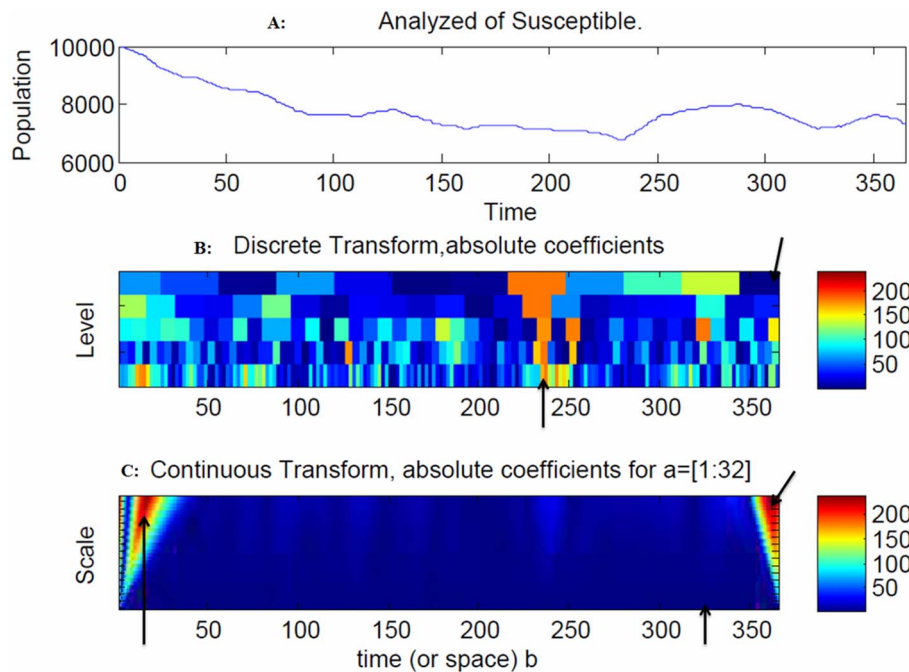 A: Analyzed of Susceptible.
10000
8000
6000
Population
0 50 100 150 200 250 300 350
Time
B: Discrete Transform,absolute coefficients
Level
200
150
100
50
50 100 150 200 250 300 350
C: Continuous Transform, absolute coefficients for a=[1:32]
Scale
200
150
100
50
50 100 150 200 250 300 350
time (or space) b